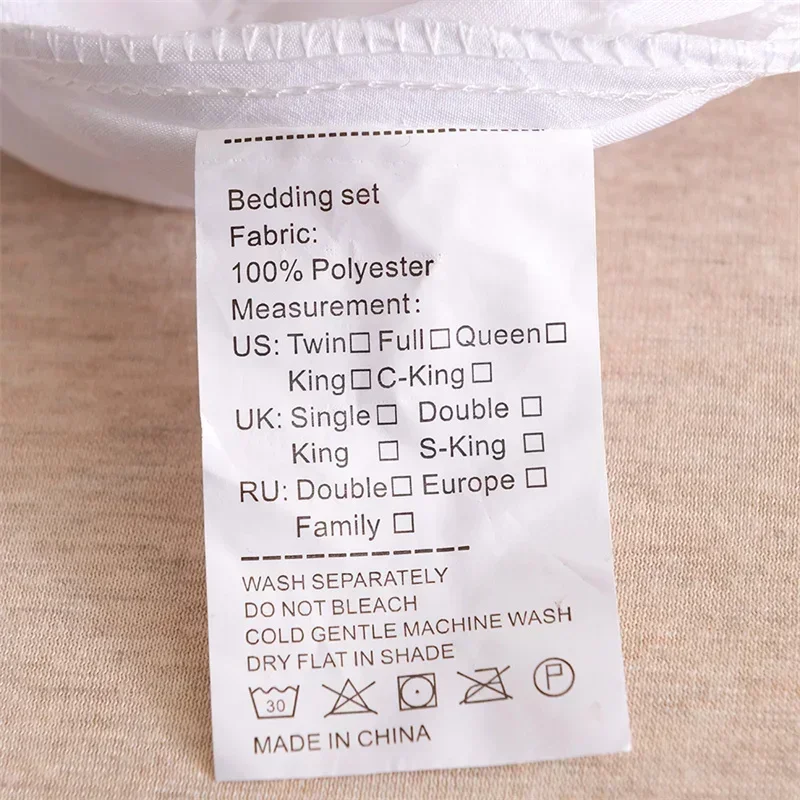 Bedding set
Fabric:
100% Polyester
Measurement:
US: Twin☐ Full☐ Queen☐
King☐ C-King☐
UK: Single☐ Double ☐
King ☐ S-King ☐
RU: Double☐ Europe ☐
Family ☐
WASH SEPARATELY
DO NOT BLEACH
COLD GENTLE MACHINE WASH
DRY FLAT IN SHADE
30 P
MADE IN CHINA